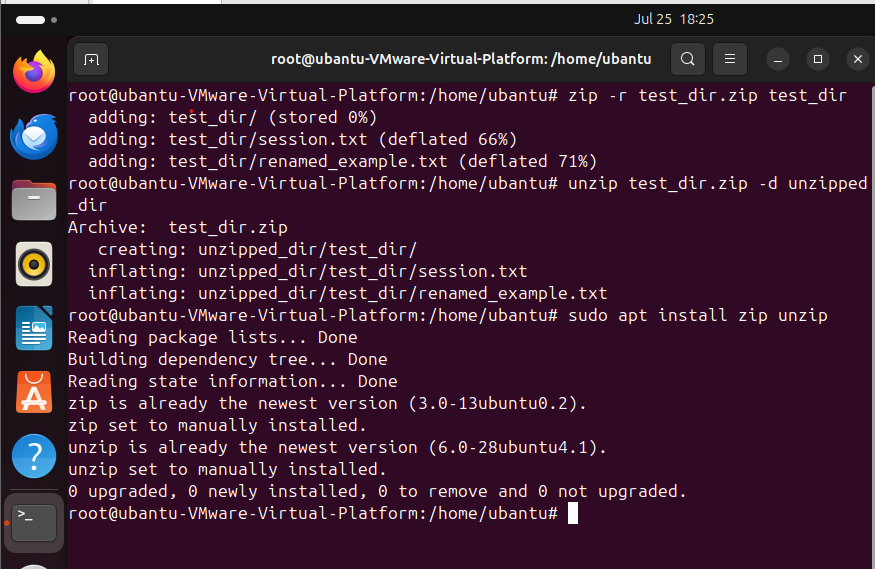 Jul 25 18:25
root@ubantu-VMware-Virtual-Platform: /home/ubantu
root@ubantu-VMware-Virtual-Platform:/home/ubantu# zip -r test_dir.zip test_dir
  adding: test_dir/ (stored 0%)
  adding: test_dir/session.txt (deflated 66%)
  adding: test_dir/renamed_example.txt (deflated 71%)
root@ubantu-VMware-Virtual-Platform:/home/ubantu# unzip test_dir.zip -d unzipped
_dir
Archive:  test_dir.zip
   creating: unzipped_dir/test_dir/
  inflating: unzipped_dir/test_dir/session.txt
  inflating: unzipped_dir/test_dir/renamed_example.txt
root@ubantu-VMware-Virtual-Platform:/home/ubantu# sudo apt install zip unzip
Reading package lists... Done
Building dependency tree... Done
Reading state information... Done
zip is already the newest version (3.0-13ubuntu0.2).
zip set to manually installed.
unzip is already the newest version (6.0-28ubuntu4.1).
unzip set to manually installed.
0 upgraded, 0 newly installed, 0 to remove and 0 not upgraded.
root@ubantu-VMware-Virtual-Platform:/home/ubantu#